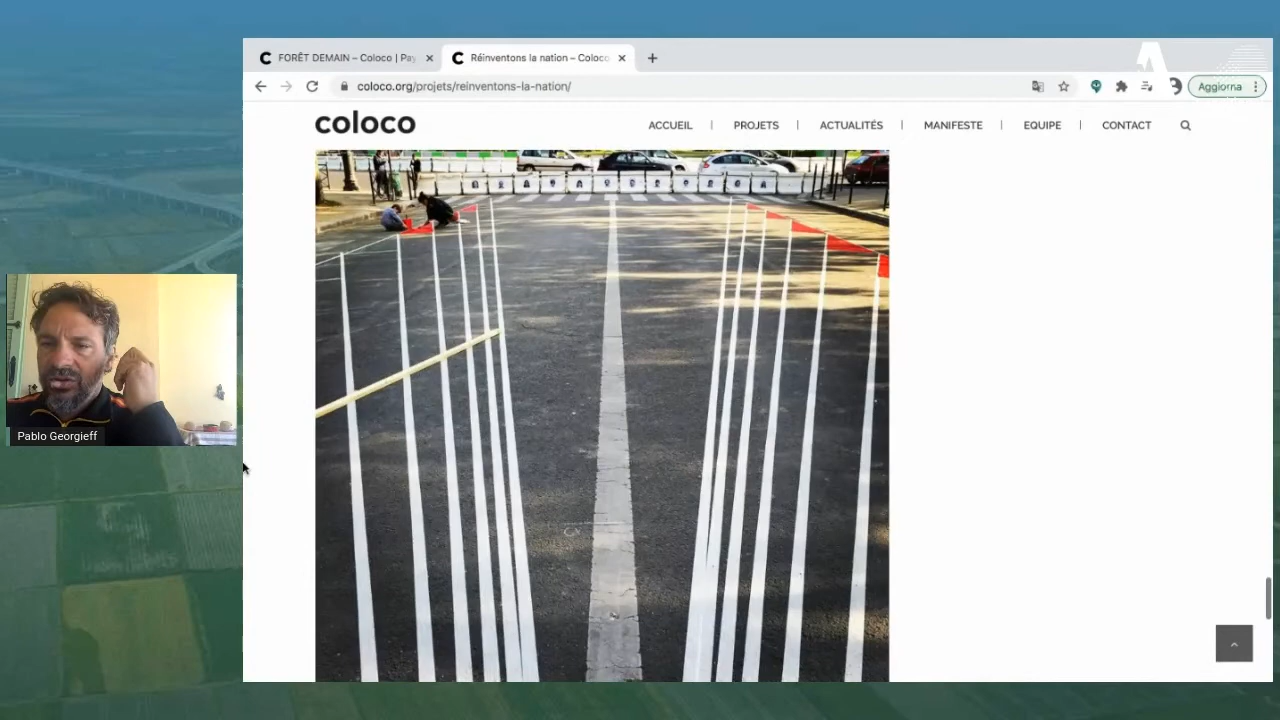 FORÊT DEMAIN – Coloco | Pay
Réinventons la nation – Coloco
coloco.org/projets/reinventons-la-nation/
Aggiorna
coloco
ACCUEIL | PROJETS | ACTUALITÉS | MANIFESTE | EQUIPE | CONTACT
Pablo Georgieff